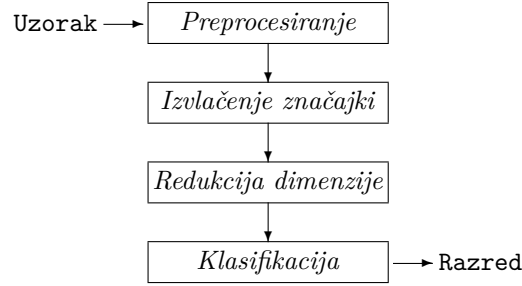 Uzorak Preprocesiranje
Izvlačenje značajki
Redukcija dimenzije
Klasifikacija Razred